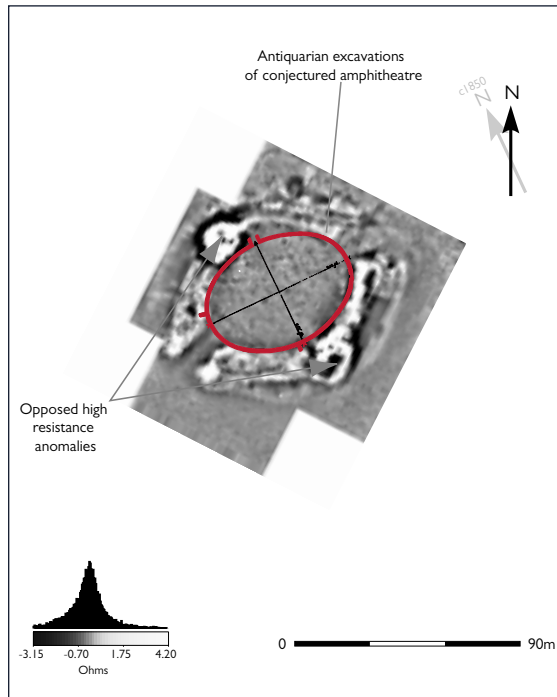 Antiquarian excavations
of conjectured amphitheatre
c1850
N
N
Opposed high
resistance
anomalies
-3.15 -0.70 1.75 4.20
Ohms
0 90m